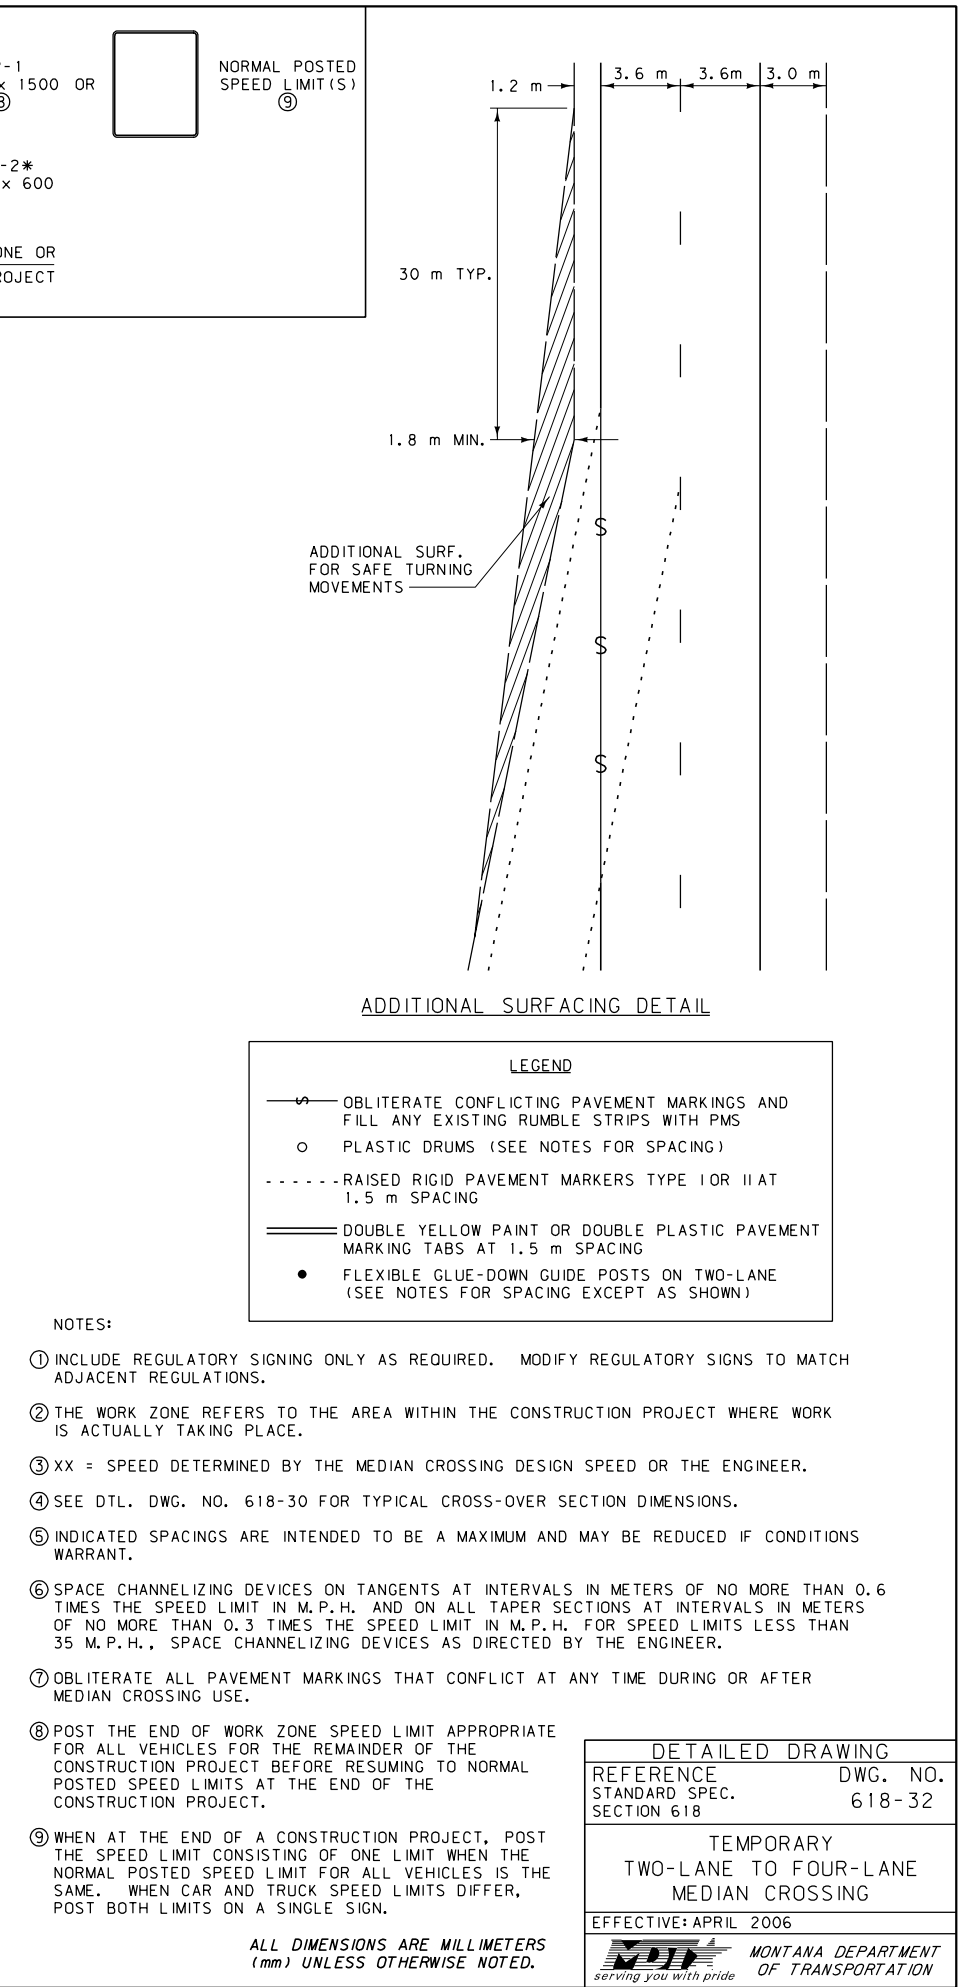 -1
x 1500 OR
NORMAL POSTED
SPEED LIMIT(S)
⑨
-2*
x 600
ONE OR
ROJECT
1.2 m
3.6 m
3.6m
3.0 m
30 m TYP.
1.8 m MIN.
ADDITIONAL SURF.
FOR SAFE TURNING
MOVEMENTS
S
S
S
ADDITIONAL SURFACING DETAIL
LEGEND
S OBLITERATE CONFLICTING PAVEMENT MARKINGS AND
FILL ANY EXISTING RUMBLE STRIPS WITH PMS
PLASTIC DRUMS (SEE NOTES FOR SPACING)
RAISED RIGID PAVEMENT MARKERS TYPE I OR II AT
1.5 m SPACING
DOUBLE YELLOW PAINT OR DOUBLE PLASTIC PAVEMENT
MARKING TABS AT 1.5 m SPACING
FLEXIBLE GLUE-DOWN GUIDE POSTS ON TWO-LANE
(SEE NOTES FOR SPACING EXCEPT AS SHOWN)
NOTES:
① INCLUDE REGULATORY SIGNING ONLY AS REQUIRED. MODIFY REGULATORY SIGNS TO MATCH
ADJACENT REGULATIONS.
② THE WORK ZONE REFERS TO THE AREA WITHIN THE CONSTRUCTION PROJECT WHERE WORK
IS ACTUALLY TAKING PLACE.
③ XX = SPEED DETERMINED BY THE MEDIAN CROSSING DESIGN SPEED OR THE ENGINEER.
④ SEE DTL. DWG. NO. 618-30 FOR TYPICAL CROSS-OVER SECTION DIMENSIONS.
⑤ INDICATED SPACINGS ARE INTENDED TO BE A MAXIMUM AND MAY BE REDUCED IF CONDITIONS
WARRANT.
⑥ SPACE CHANNELIZING DEVICES ON TANGENTS AT INTERVALS IN METERS OF NO MORE THAN 0.6
TIMES THE SPEED LIMIT IN M.P.H. AND ON ALL TAPER SECTIONS AT INTERVALS IN METERS
OF NO MORE THAN 0.3 TIMES THE SPEED LIMIT IN M.P.H. FOR SPEED LIMITS LESS THAN
35 M.P.H., SPACE CHANNELIZING DEVICES AS DIRECTED BY THE ENGINEER.
⑦ OBLITERATE ALL PAVEMENT MARKINGS THAT CONFLICT AT ANY TIME DURING OR AFTER
MEDIAN CROSSING USE.
⑧ POST THE END OF WORK ZONE SPEED LIMIT APPROPRIATE
FOR ALL VEHICLES FOR THE REMAINDER OF THE
CONSTRUCTION PROJECT BEFORE RESUMING TO NORMAL
POSTED SPEED LIMITS AT THE END OF THE
CONSTRUCTION PROJECT.
⑨ WHEN AT THE END OF A CONSTRUCTION PROJECT, POST
THE SPEED LIMIT CONSISTING OF ONE LIMIT WHEN THE
NORMAL POSTED SPEED LIMIT FOR ALL VEHICLES IS THE
SAME. WHEN CAR AND TRUCK SPEED LIMITS DIFFER,
POST BOTH LIMITS ON A SINGLE SIGN.
ALL DIMENSIONS ARE MILLIMETERS
(mm) UNLESS OTHERWISE NOTED.
DETAILED DRAWING
REFERENCE DWG. NO.
STANDARD SPEC. 618-32
SECTION 618
TEMPORARY
TWO-LANE TO FOUR-LANE
MEDIAN CROSSING
EFFECTIVE: APRIL 2006
MDT
serving you with pride
MONTANA DEPARTMENT
OF TRANSPORTATION